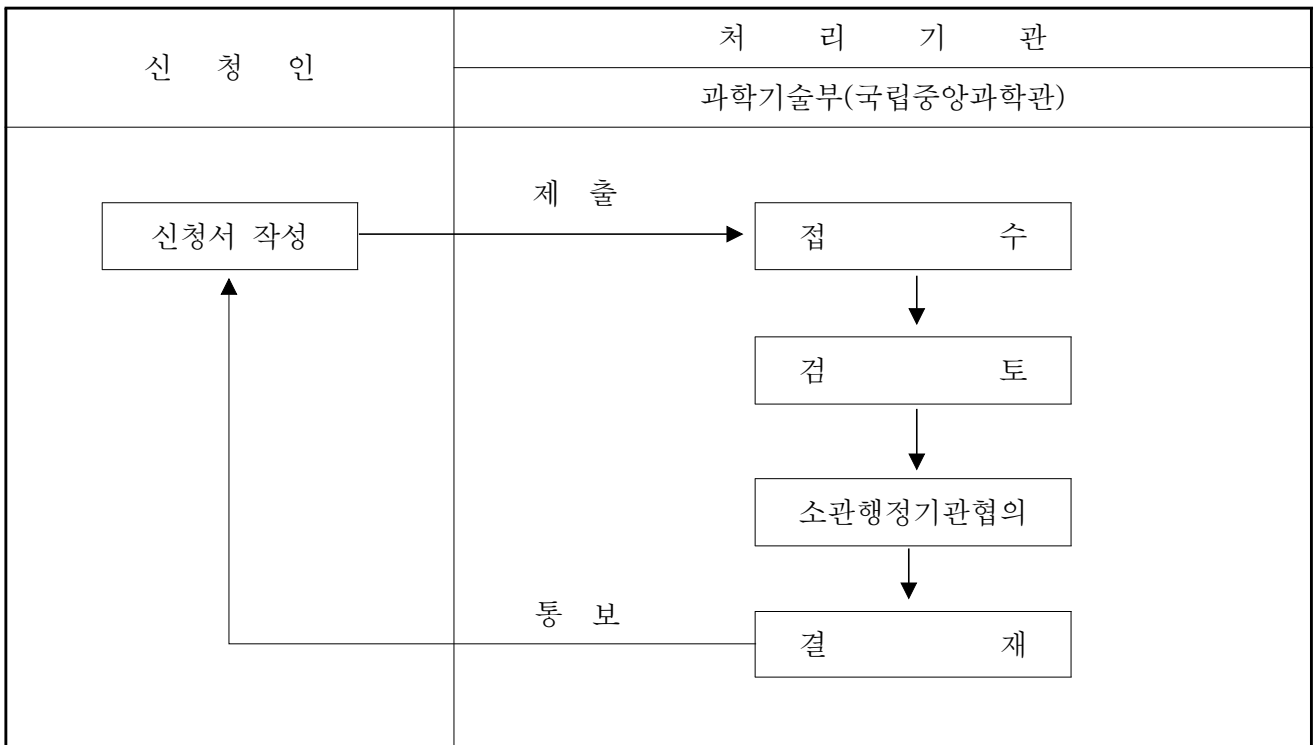 처 리 기 관
신 청 인
과학기술부(국립중앙과학관)
제 출
신청서 작성
접 수
검 토
소관행정기관협의
통 보
결 재